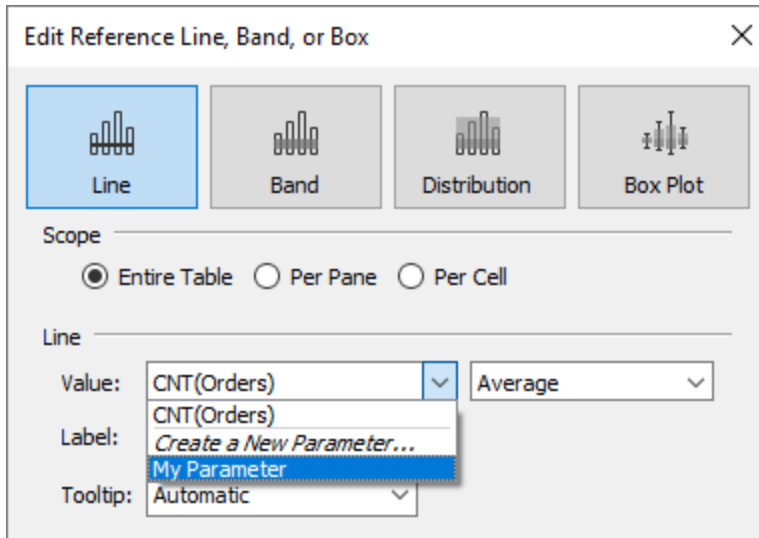 Edit Reference Line, Band, or Box
Line Band Distribution Box Plot
Scope
Entire Table Per Pane Per Cell
Line
Value: CNT(Orders) Average
CNT(Orders)
Label: Create a New Parameter...
My Parameter
Tooltip: Automatic